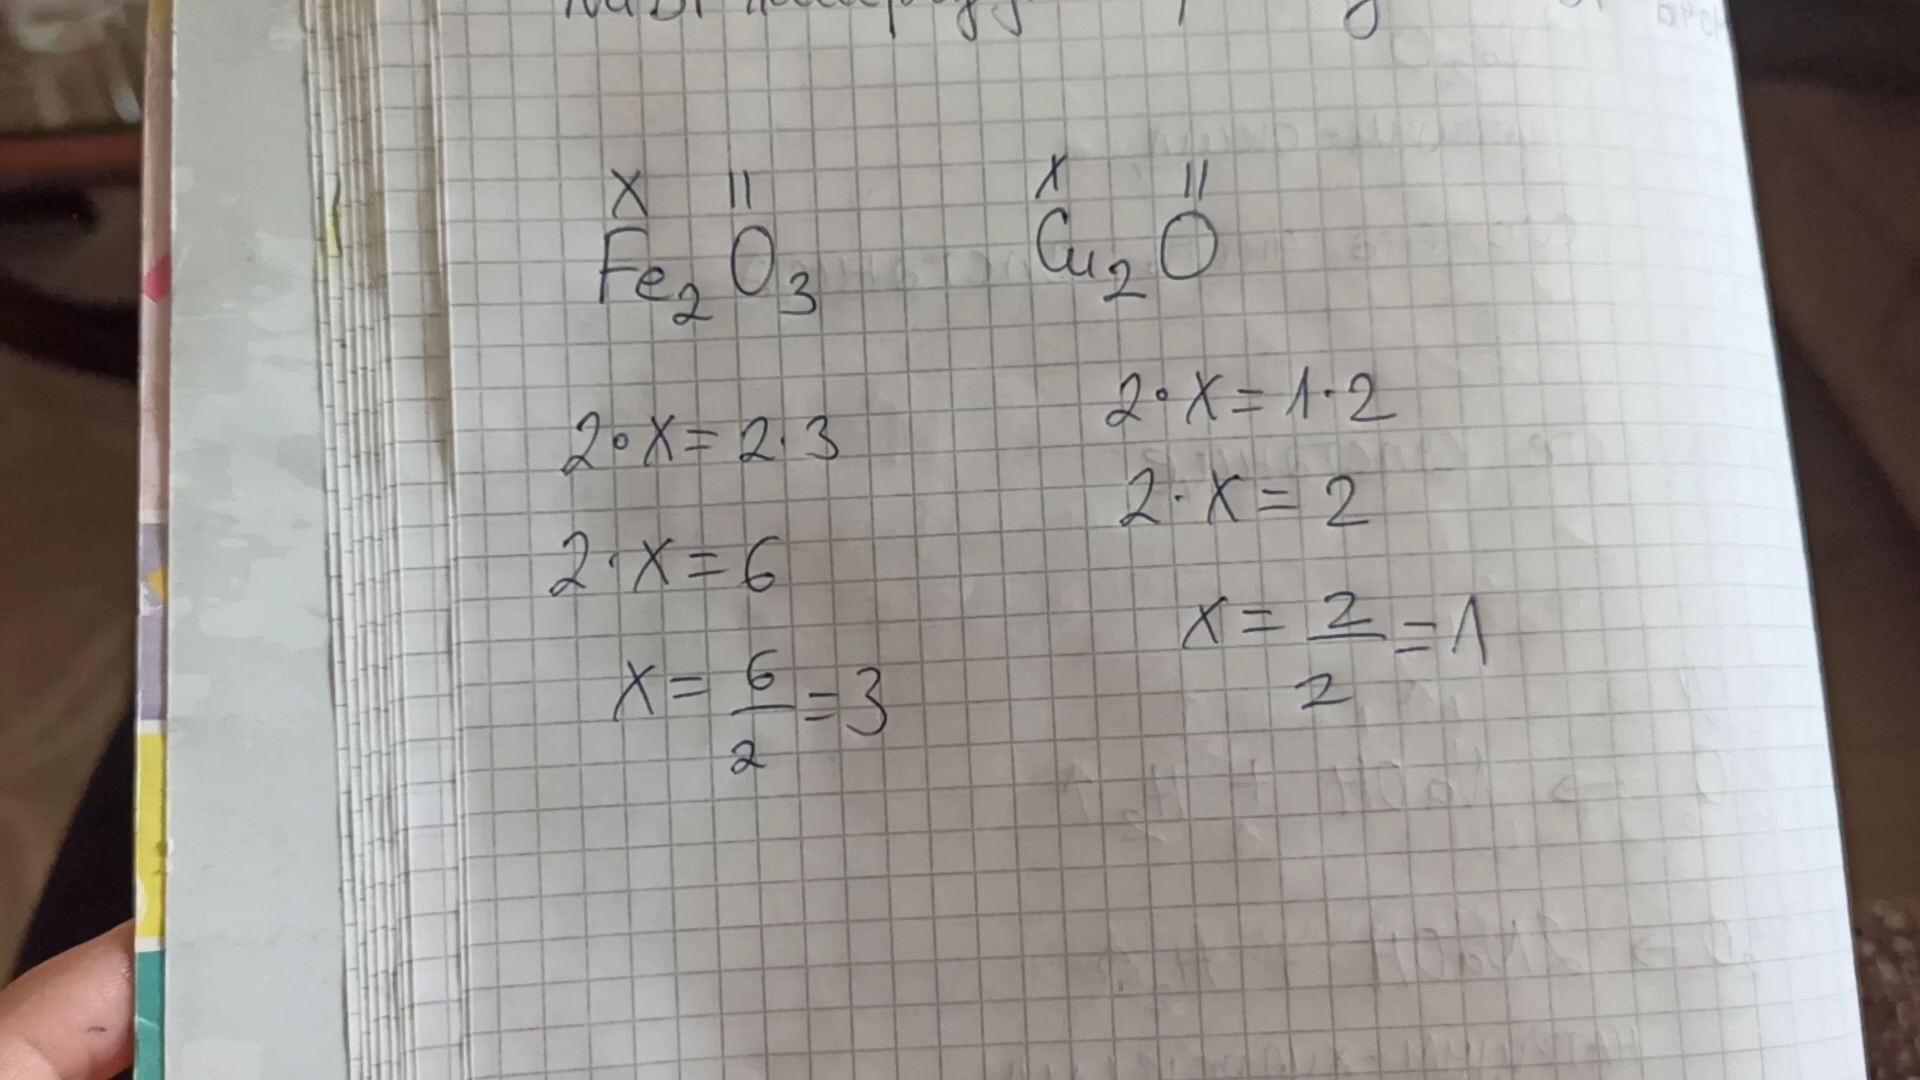 X II X II
Fe₂O₃ Cu₂O
2·X=2·3 2·X=1·2
2·X=6 2·X=2
X=6/2=3 X=2/2=1